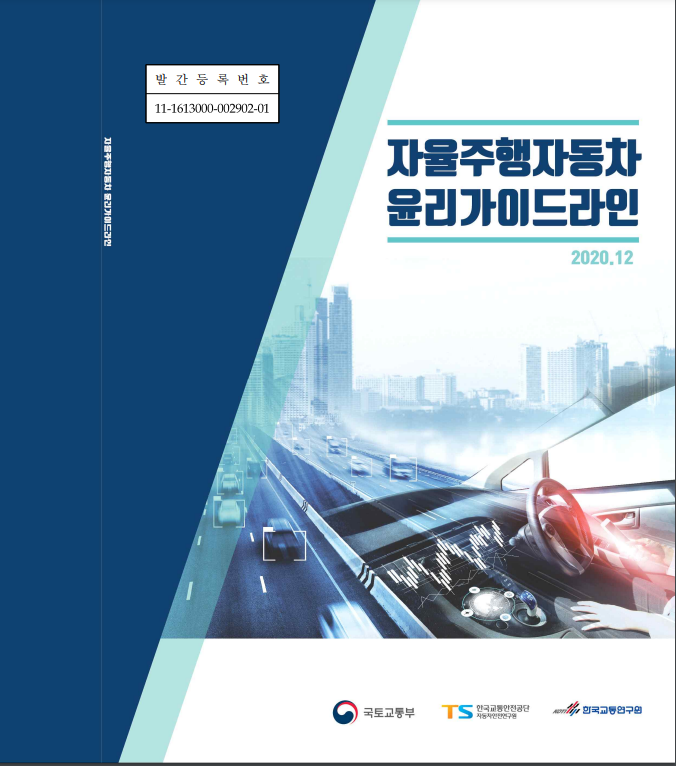 발간등록번호
11-1613000-002902-01
자율주행자동차 윤리가이드라인
자율주행자동차
윤리가이드라인
2020.12
국토교통부
TS 한국교통안전공단
자동차안전연구원
KOTI 한국교통연구원